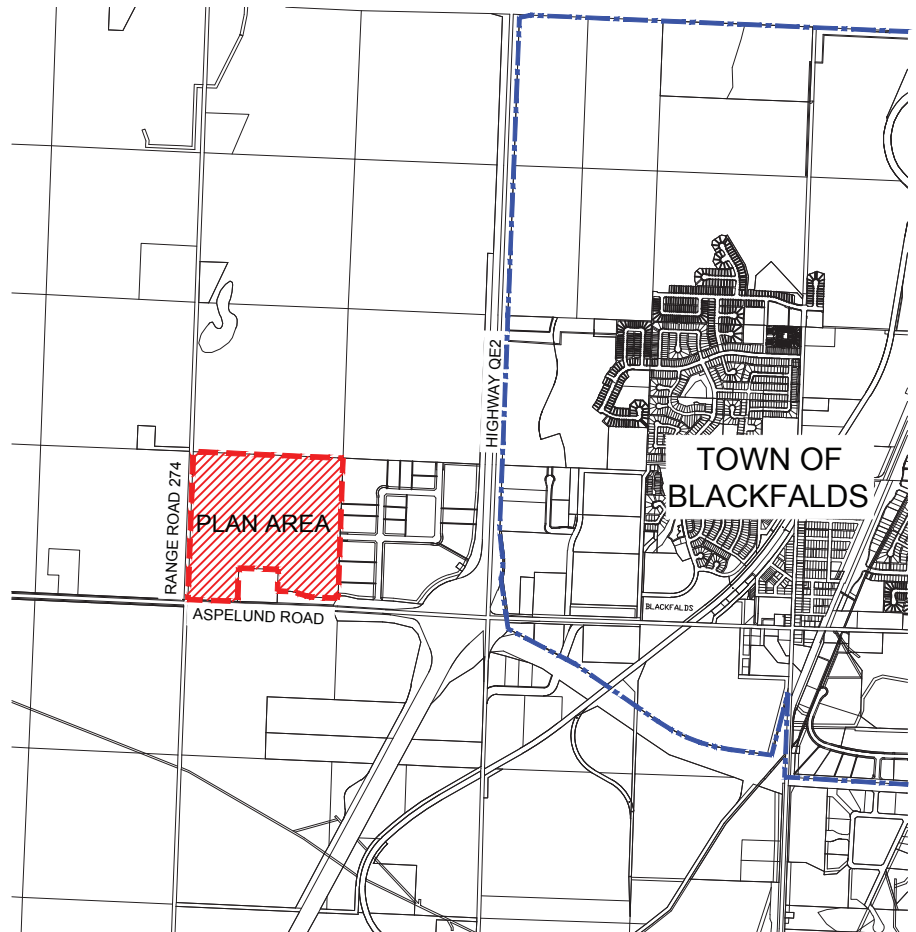 HIGHWAY QE2
TOWN OF
BLACKFALDS
RANGE ROAD 274
PLAN AREA
BLACKFALDS
ASPELUND ROAD